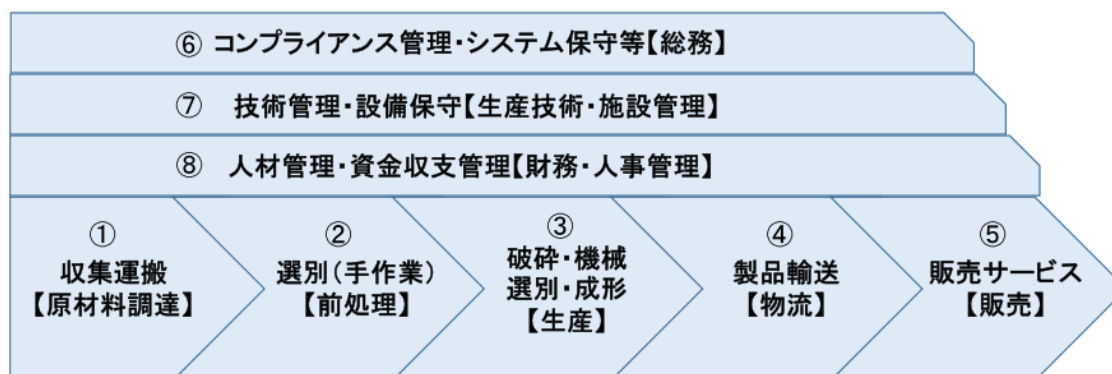 ⑥ コンプライアンス管理・システム保守等【総務】
⑦ 技術管理・設備保守【生産技術・施設管理】
⑧ 人材管理・資金収支管理【財務・人事管理】
①
収集運搬
【原材料調達】
②
選別(手作業)
【前処理】
③
破砕・機械
選別・成形
【生産】
④
製品輸送
【物流】
⑤
販売サービス
【販売】